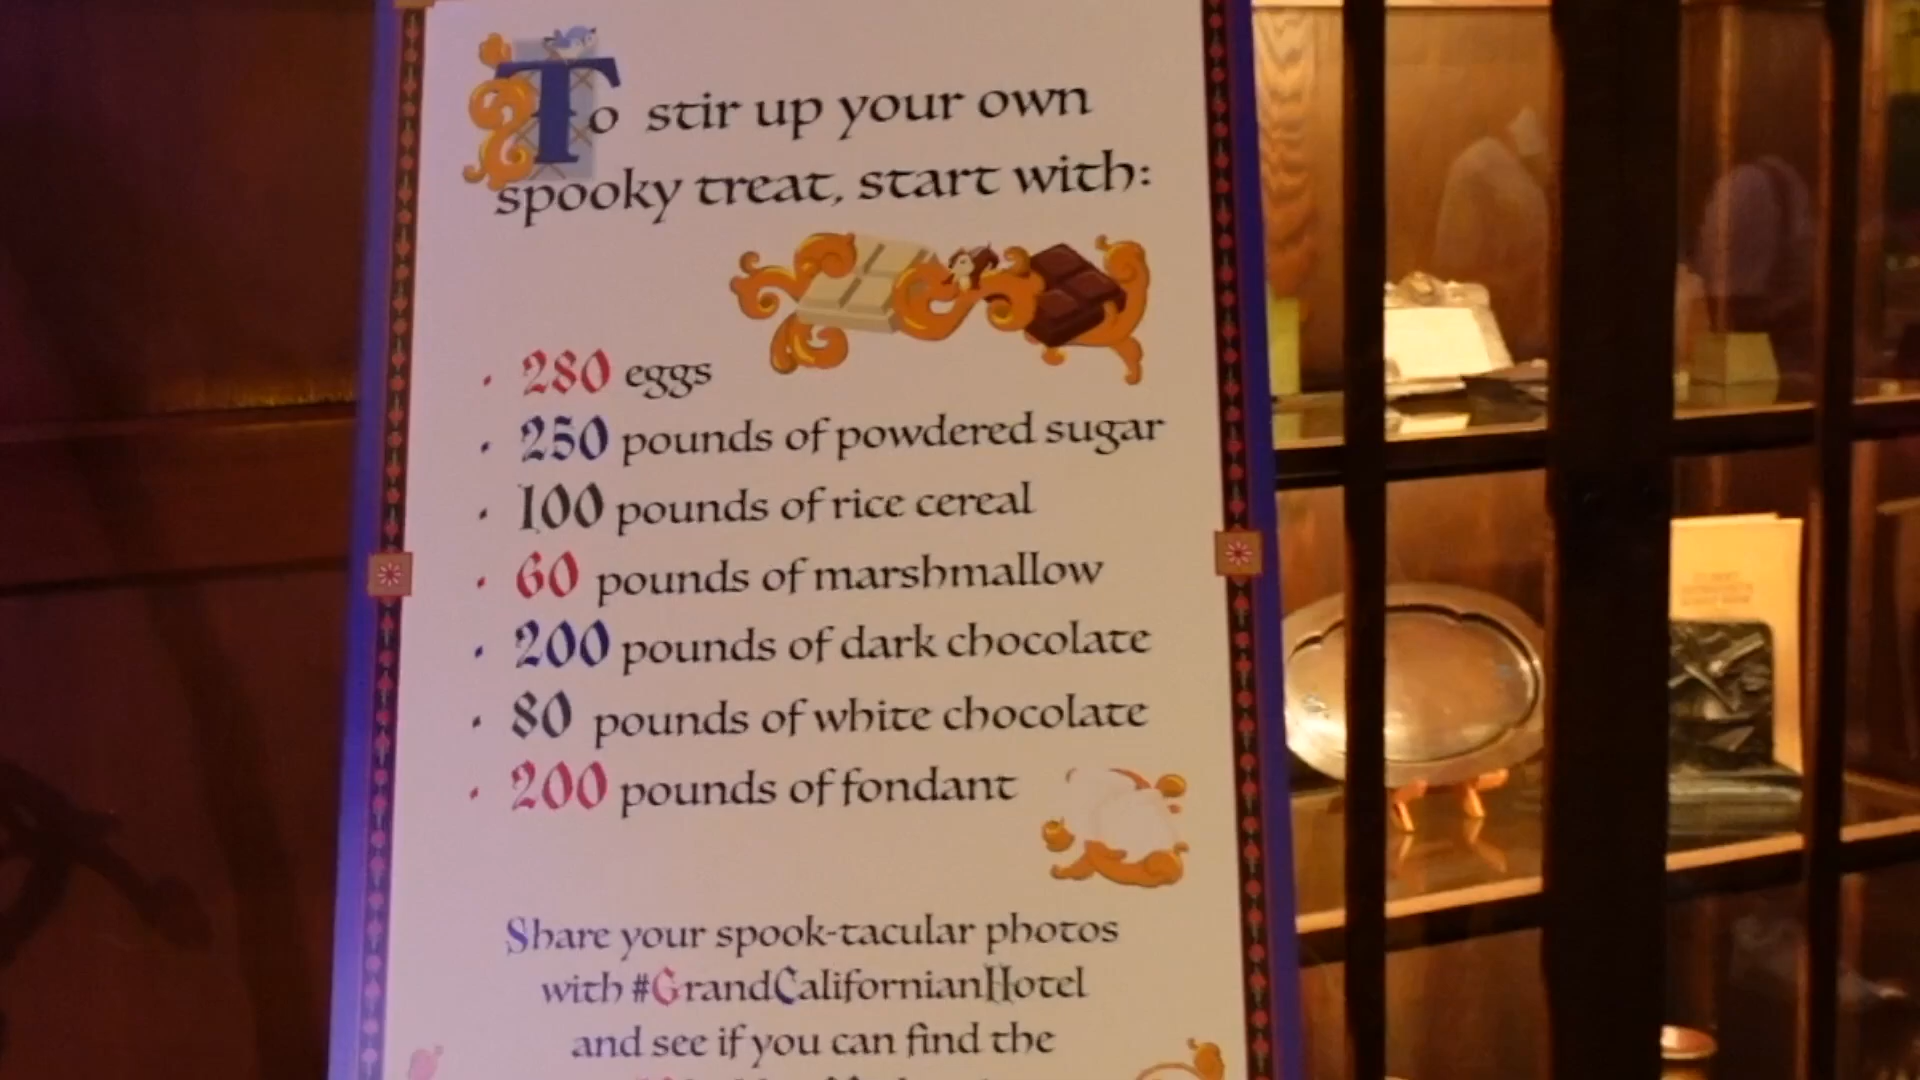 To stir up your own
spooky treat, start with:
· 280 eggs
· 250 pounds of powdered sugar
· 100 pounds of rice cereal
· 60 pounds of marshmallow
· 200 pounds of dark chocolate
· 80 pounds of white chocolate
· 200 pounds of fondant
Share your spook-tacular photos
with #GrandCalifornianHotel
and see if you can find the